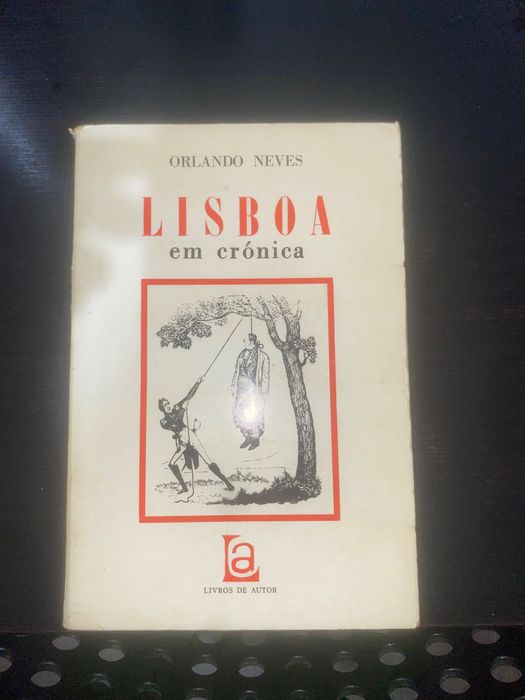 ORLANDO NEVES
LISBOA
em crónica
La
LIVROS DE AUTOR